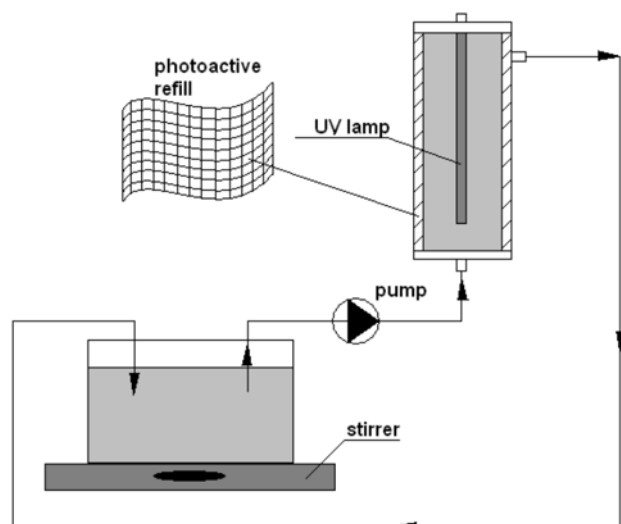 photoactive
refill
UV lamp
pump
stirrer